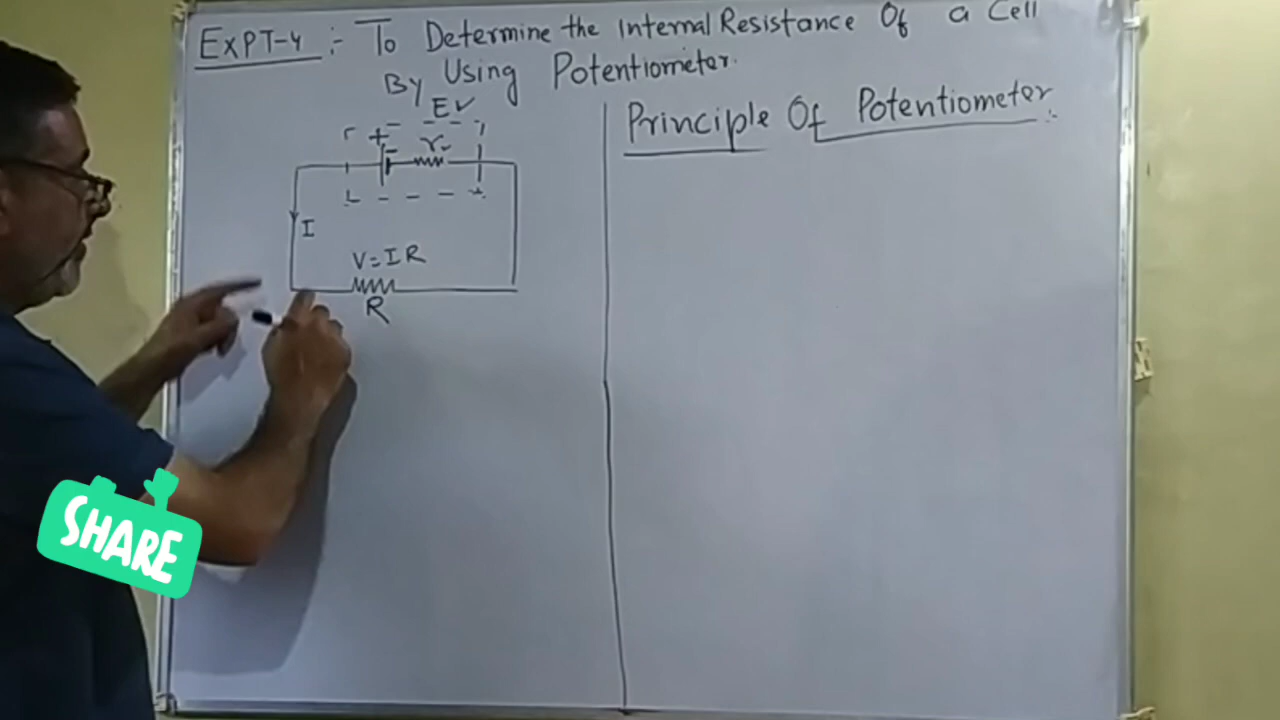 ExPT-4 :- To Determine the Internal Resistance Of a Cell
By Using Potentiometer.
Principle Of Potentiometer
E
+
-
r
I
V=IR
R
SHARE